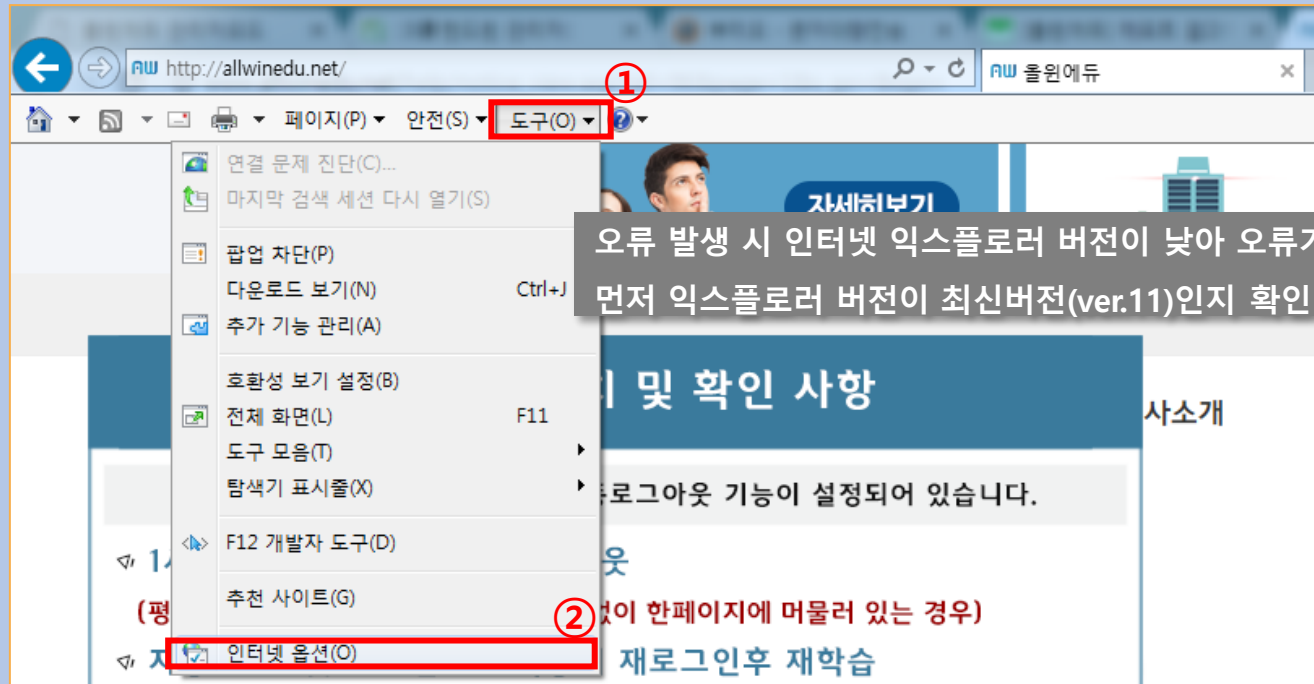 http://allwinedu.net/
올윈에듀
①
페이지(P) 안전(S) 도구(O)
연결 문제 진단(C)...
마지막 검색 세션 다시 열기(S)
팝업 차단(P)
다운로드 보기(N) Ctrl+J
추가 기능 관리(A)
호환성 보기 설정(B)
전체 화면(L) F11
도구 모음(T)
탐색기 표시줄(X)
F12 개발자 도구(D)
추천 사이트(G)
②
인터넷 옵션(O)
자세히보기
오류 발생 시 인터넷 익스플로러 버전이 낮아
먼저 익스플로러 버전이 최신버전(ver.11)인지 확인
및 확인 사항
사소개
로그아웃 기능이 설정되어 있습니다.
웃
(평
없이 한페이지에 머물러 있는 경우)
재로그인후 재학습